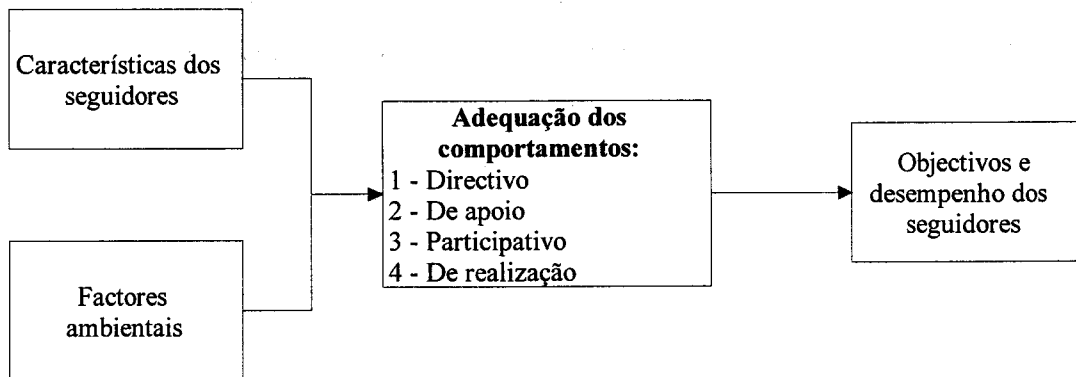 Características dos
seguidores
Factores
ambientais
Adequação dos
comportamentos:
1 - Directivo
2 - De apoio
3 - Participativo
4 - De realização
Objectivos e
desempenho dos
seguidores